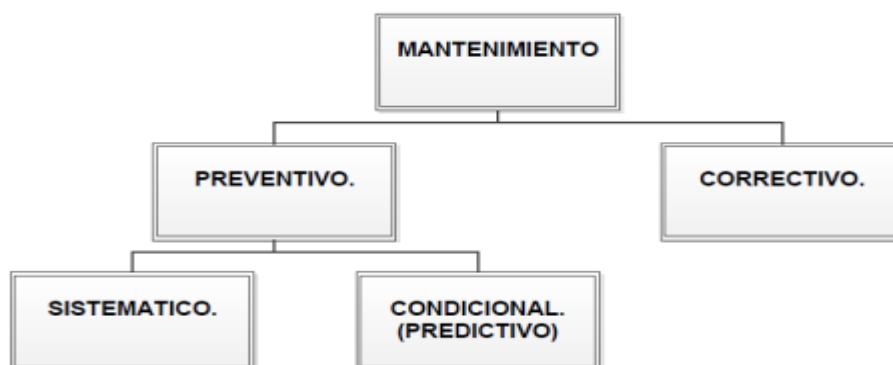 MANTENIMIENTO
PREVENTIVO.
CORRECTIVO.
SISTEMATICO.
CONDICIONAL.
(PREDICTIVO)